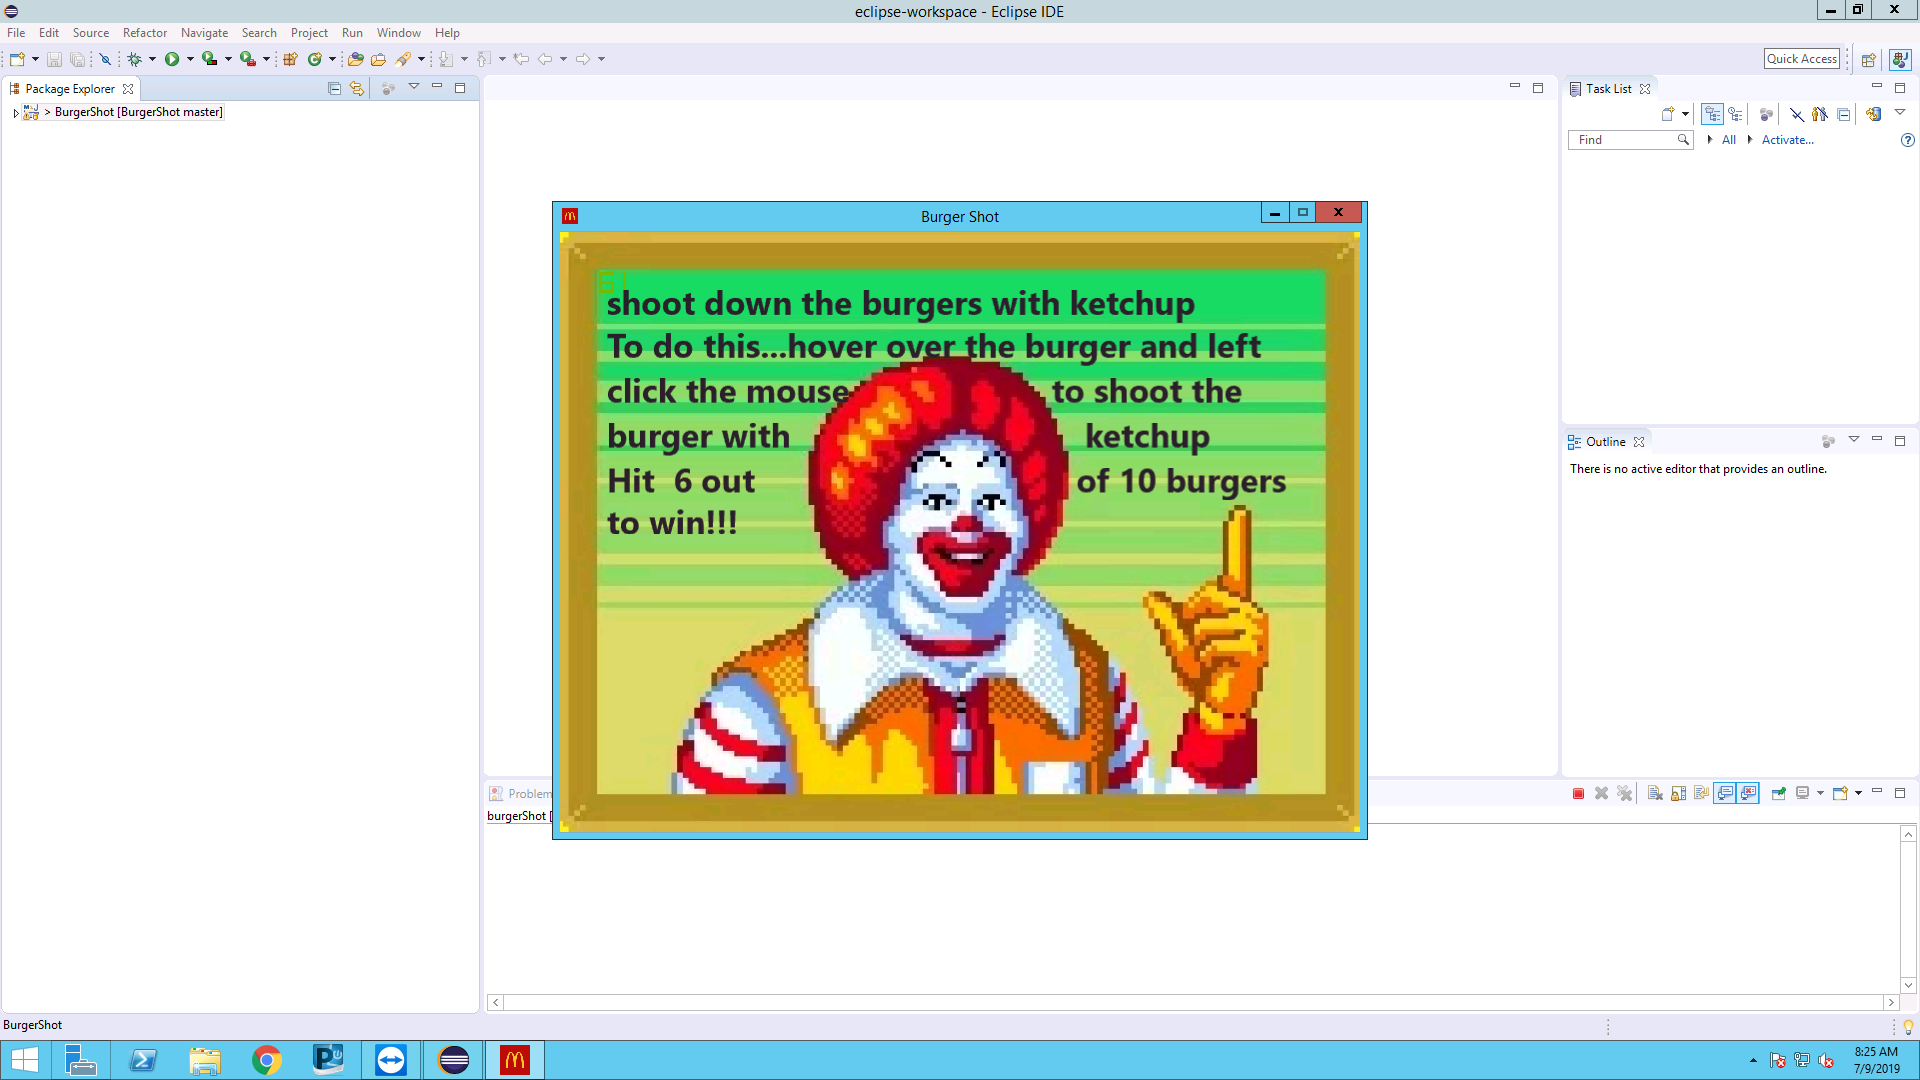 eclipse-workspace - Eclipse IDE
File Edit Source Refactor Navigate Search Project Run Window Help
Quick Access
Package Explorer
> BurgerShot [BurgerShot master]
Task List
Find All Activate...
Burger Shot
shoot down the burgers with ketchup
To do this...hover over the burger and left
click the mouse to shoot the
burger with ketchup
Hit 6 out of 10 burgers
to win!!!
Outline
There is no active editor that provides an outline.
Problem
burgerShot [
BurgerShot
8:25 AM
7/9/2019